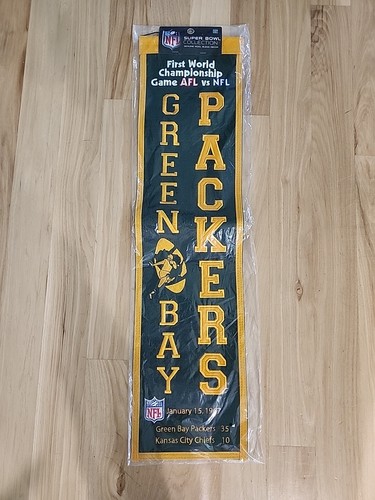 NFL SUPER BOWL
COLLECTION
First World
Championship
Game AFL vs NFL
GREEN BAY
PACKERS
NFL January 15, 1967
Green Bay Packers 35
Kansas City Chiefs 10